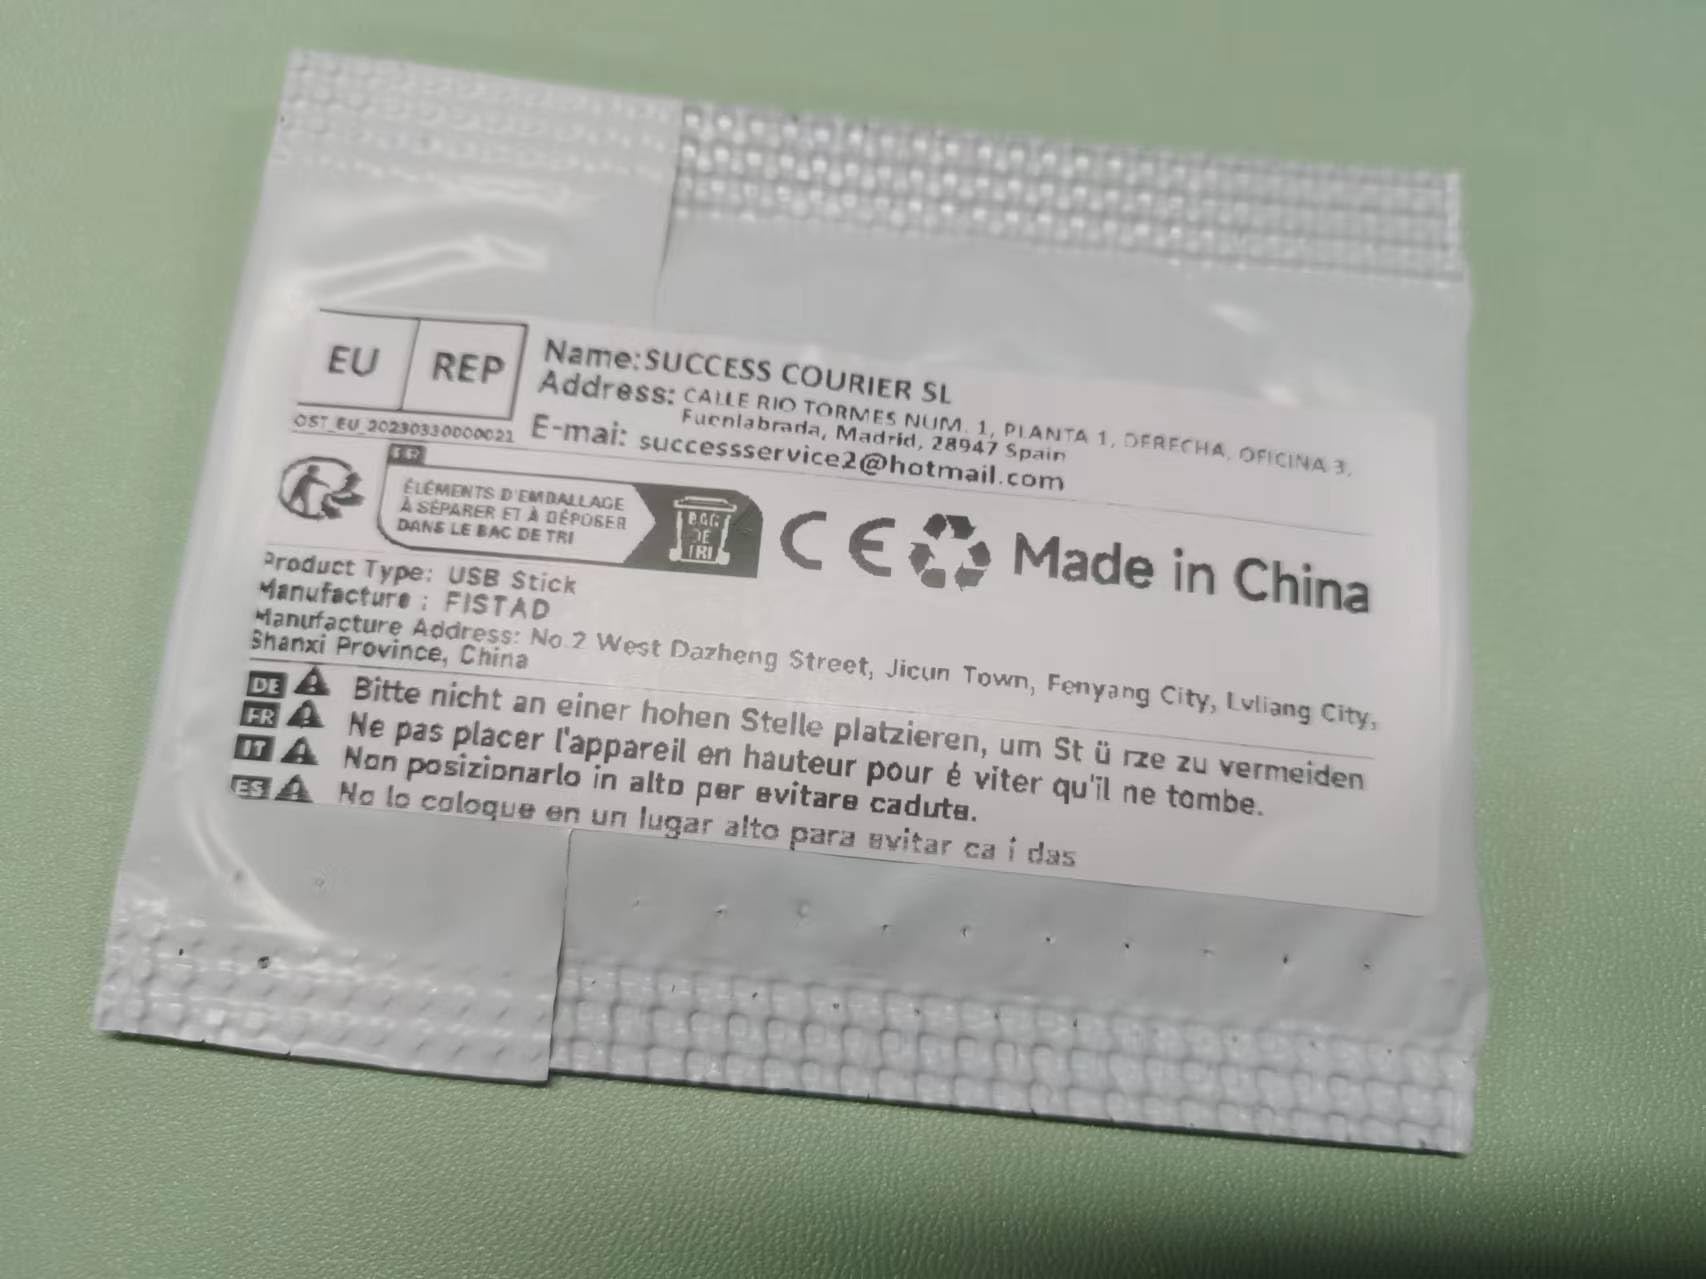 EU REP
Name:SUCCESS COURIER SL
Address: CALLE RIO TORMES NUM. 1, PLANTA 1, DERECHA, OFICINA 3,
Fuenlabrada, Madrid, 28947 Spain
OST_EU_20230330000021
E-mai: successservice2@hotmail.com
FR
ÉLÉMENTS D'EMBALLAGE
À SÉPARER ET À DÉPOSER
DANS LE BAC DE TRI
BAC
DE
TRI
CE
Made in China
Product Type: USB Stick
Manufacture : FISTAD
Manufacture Address: No.2 West Dazheng Street, Jicun Town, Fenyang City, Lvliang City,
Shanxi Province, China
DE Bitte nicht an einer hohen Stelle platzieren, um St ü rze zu vermeiden
FR Ne pas placer l'appareil en hauteur pour é viter qu'il ne tombe.
IT Non posizionarlo in alto per evitare cadute.
ES No lo coloque en un lugar alto para evitar ca í das